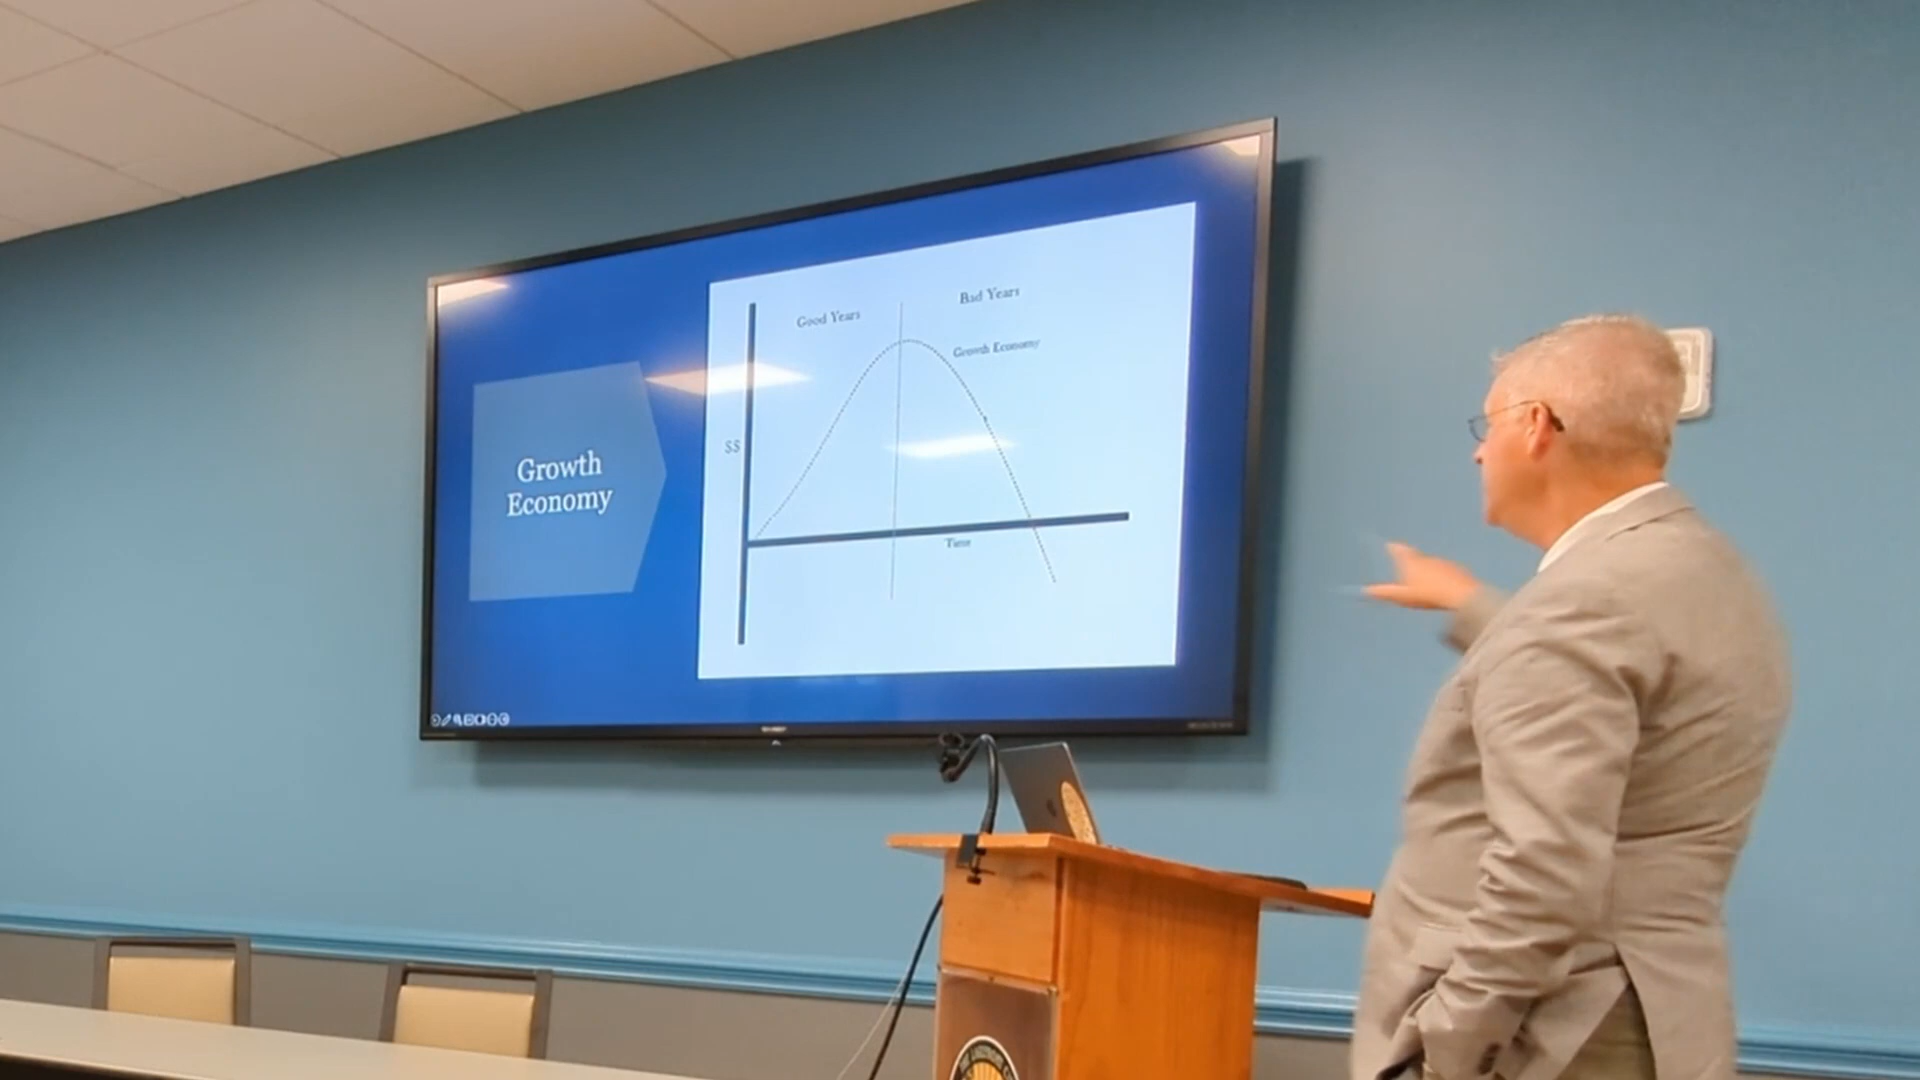 Growth
Economy
Good Years
Bad Years
Growth Economy
$$
Time